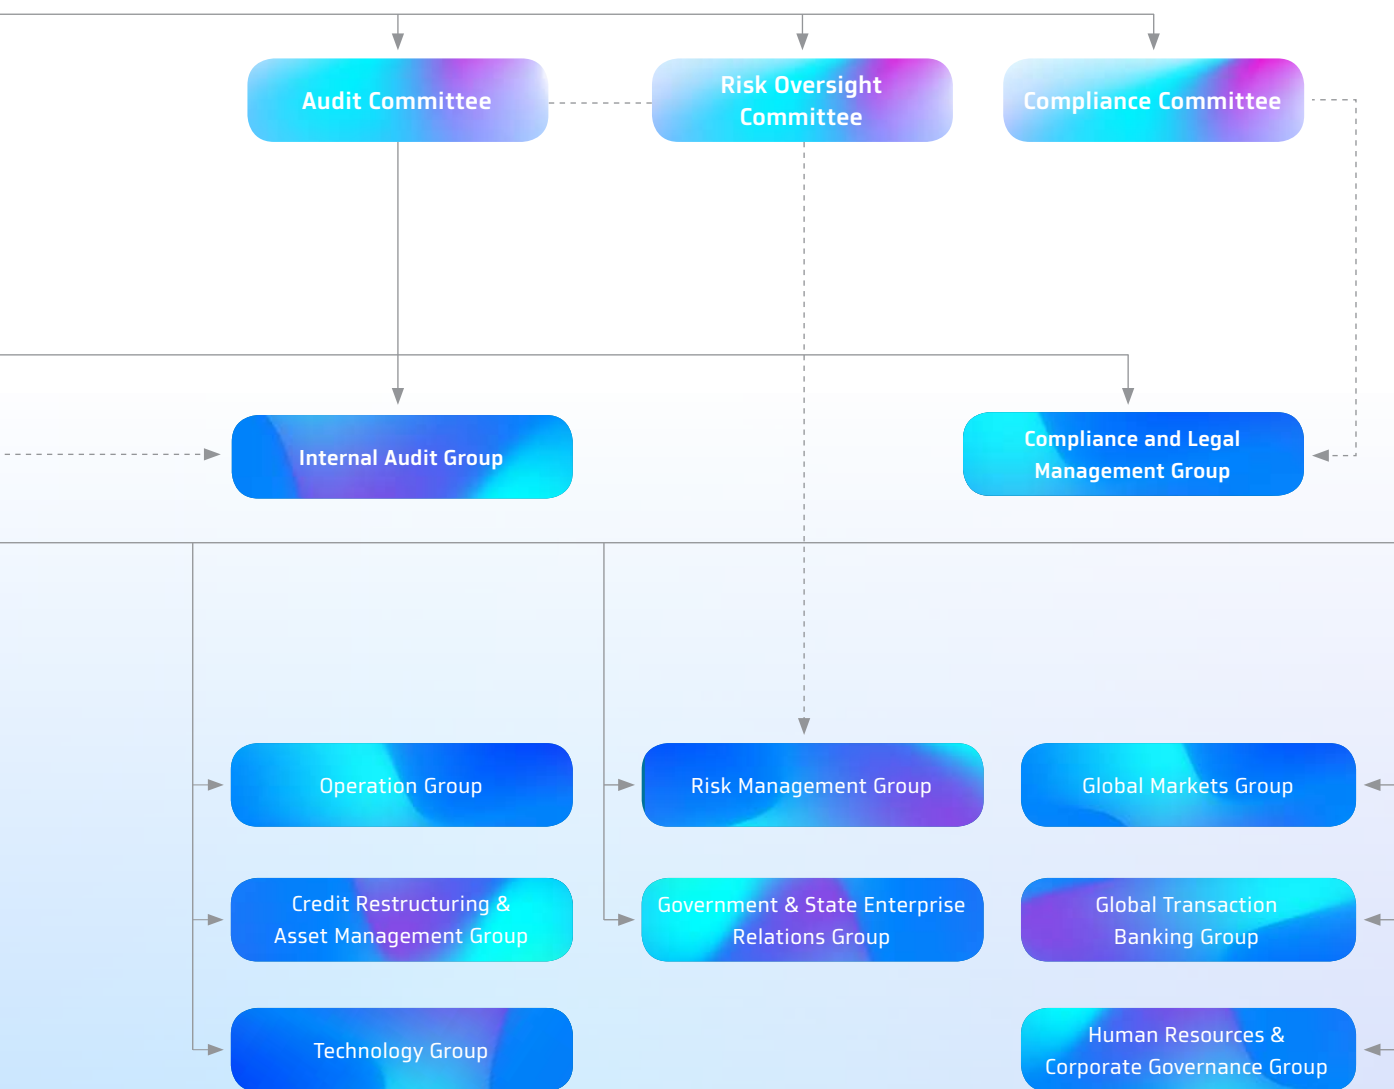 Audit Committee
Risk Oversight
Committee
Compliance Committee
Internal Audit Group
Compliance and Legal
Management Group
Operation Group
Risk Management Group
Global Markets Group
Credit Restructuring &
Asset Management Group
Government & State Enterprise
Relations Group
Global Transaction
Banking Group
Technology Group
Human Resources &
Corporate Governance Group